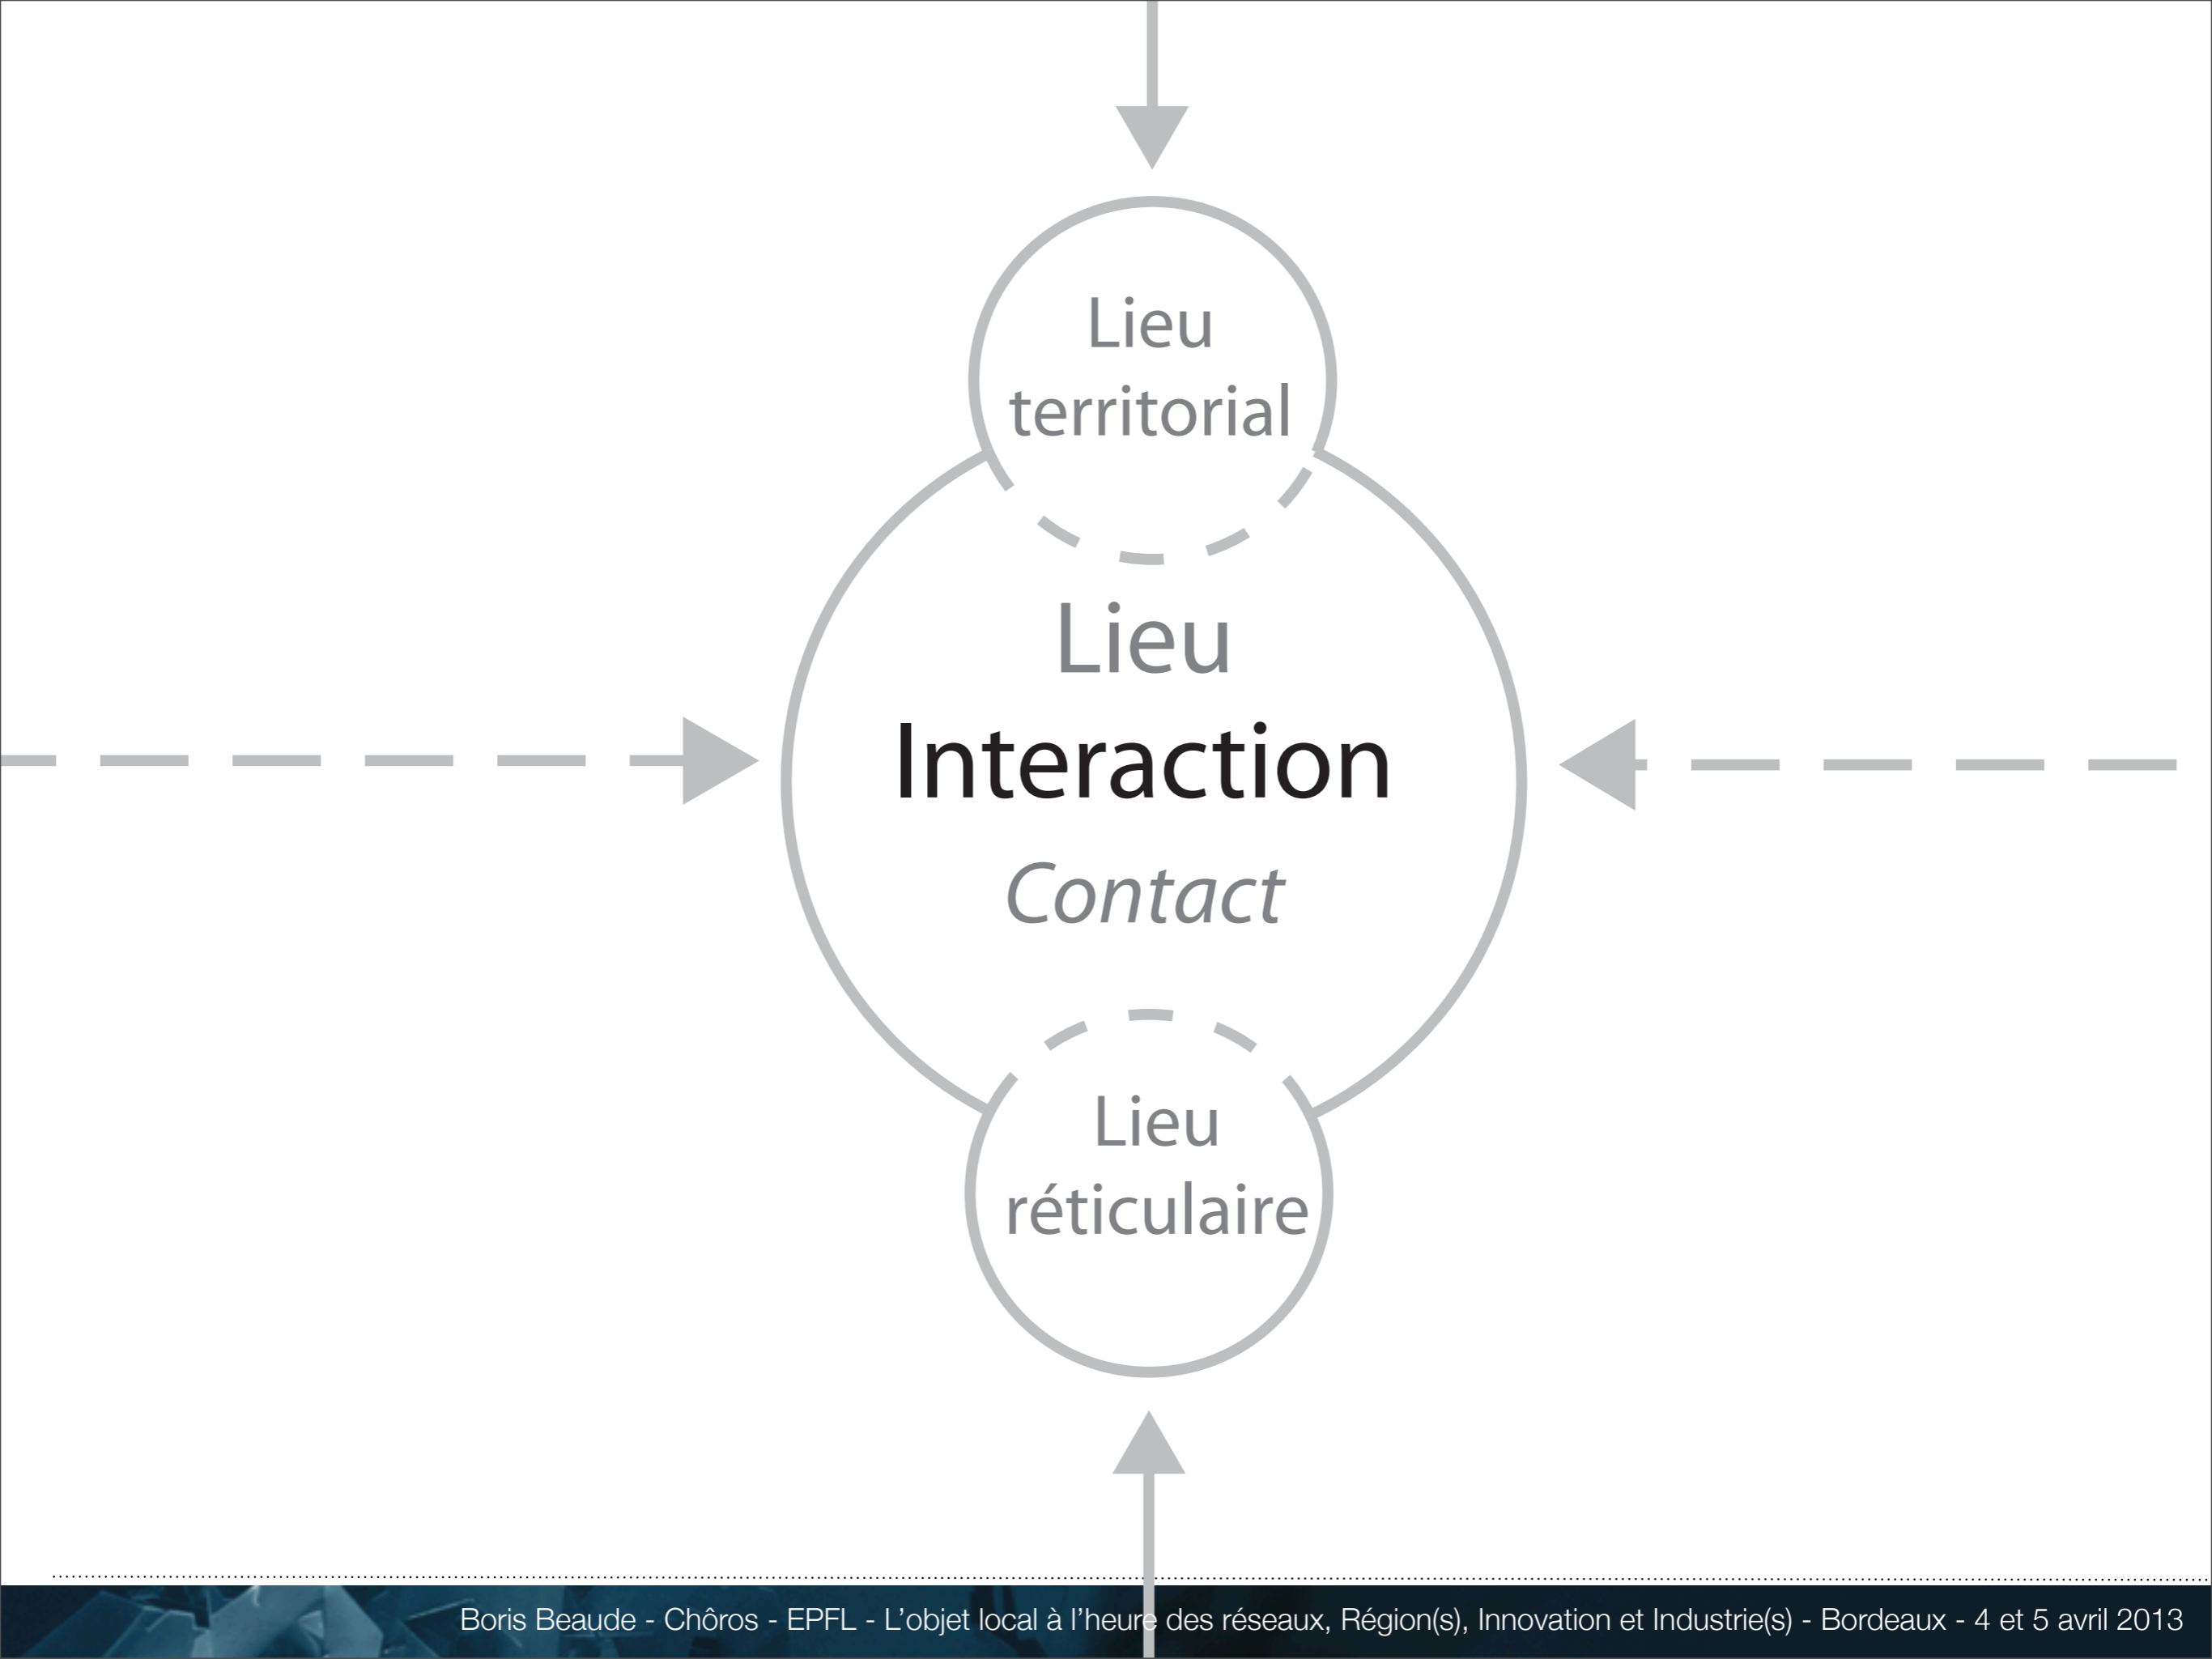 Lieu
territorial
Lieu
Interaction
Contact
Lieu
réticulaire
Boris Beaude - Chôros - EPFL - L’objet local à l’heure des réseaux, Région(s), Innovation et Industrie(s) - Bordeaux - 4 et 5 avril 2013